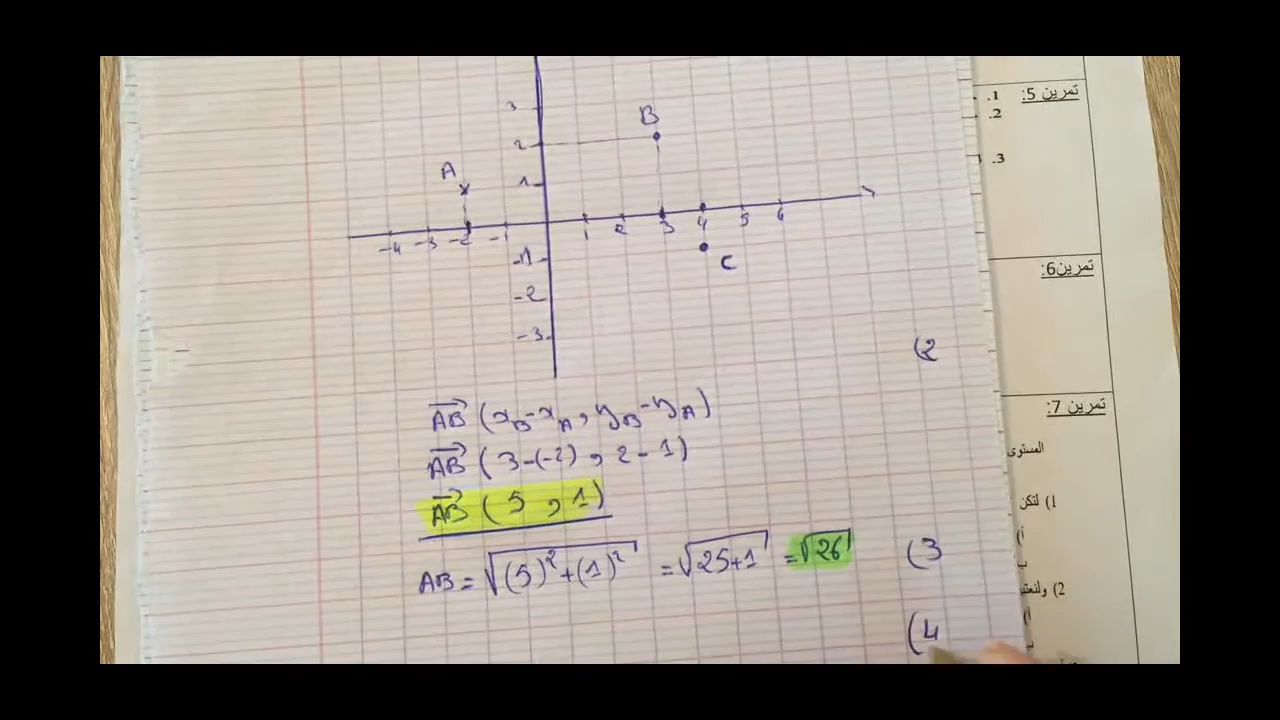 3
B
2
A
1
-4 -3 -2 -1 1 2 3 4 5 6
-1
C
-2
-3
(2
AB (x_B - x_A , y_B - y_A)
AB (3-(-2) , 2 - 1)
AB ( 5 , 1)
AB = √(5)² + (1)² = √25+1 = √26
(3
(4
تمرين 5:
1.
2.
3.
تمرين6:
تمرين 7:
المستوى
1) لتكن
أ)
2) ولنعتبر